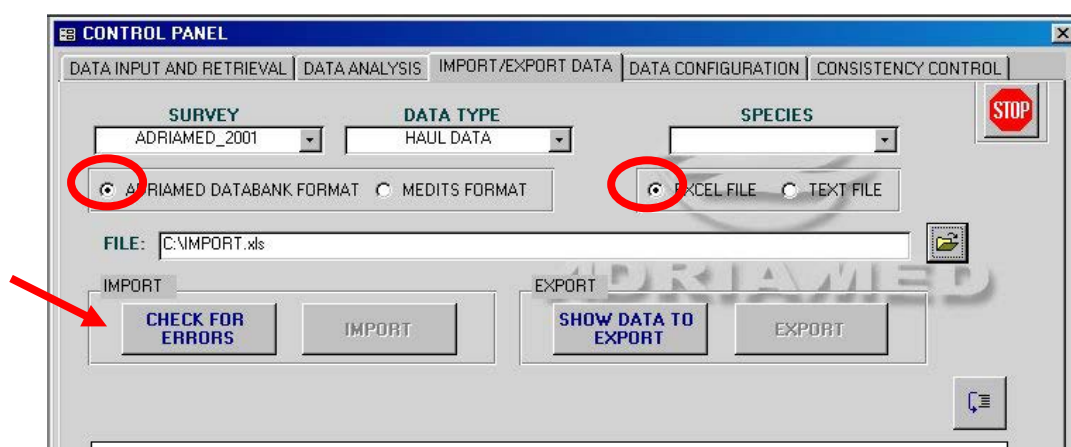 CONTROL PANEL
DATA INPUT AND RETRIEVAL DATA ANALYSIS IMPORT/EXPORT DATA DATA CONFIGURATION CONSISTENCY CONTROL
SURVEY DATA TYPE SPECIES STOP
ADRIAMED_2001 HAUL DATA
ADRIAMED DATABANK FORMAT MEDITS FORMAT EXCEL FILE TEXT FILE
FILE: C:\IMPORT.xls
ADRIAMED
IMPORT EXPORT
CHECK FOR ERRORS IMPORT SHOW DATA TO EXPORT EXPORT